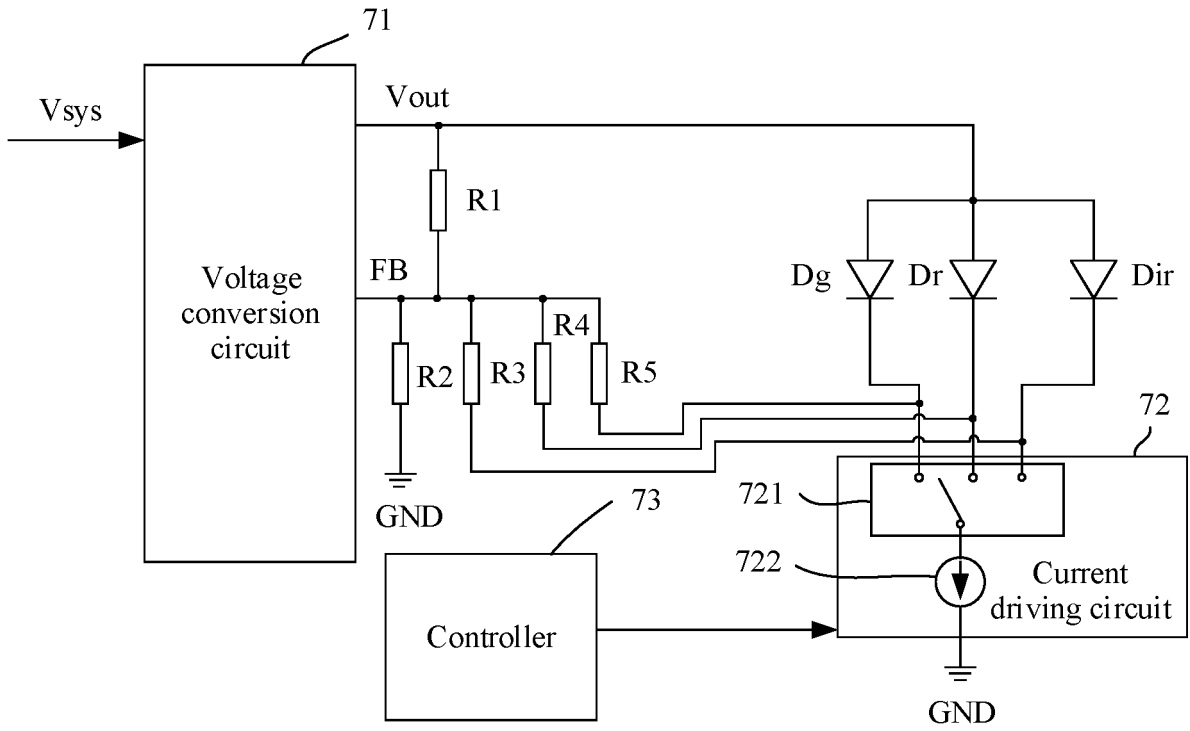 71
Vsys
Vout
R1
Voltage
conversion
circuit
FB
Dg
Dr
Dir
R2
R3
R4
R5
GND
72
721
73
722
Current
driving circuit
Controller
GND